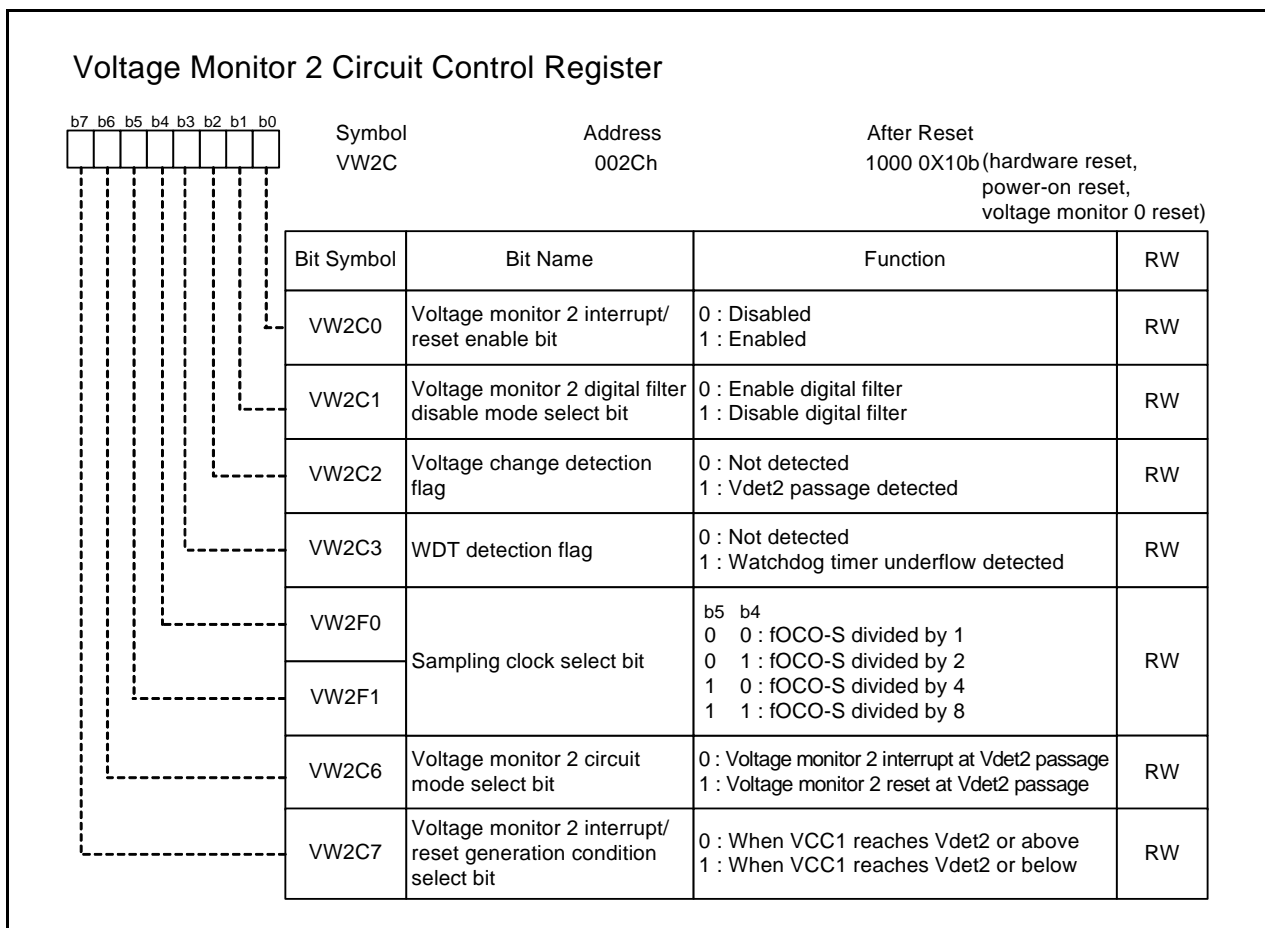 Voltage Monitor 2 Circuit Control Register
b7 b6 b5 b4 b3 b2 b1 b0
Symbol Address After Reset
VW2C 002Ch 1000 0X10b (hardware reset,
power-on reset,
voltage monitor 0 reset)
Bit Symbol Bit Name Function RW
VW2C0
Voltage monitor 2 interrupt/
reset enable bit
0 : Disabled
1 : Enabled
RW
VW2C1
Voltage monitor 2 digital filter
disable mode select bit
0 : Enable digital filter
1 : Disable digital filter
RW
VW2C2
Voltage change detection
flag
0 : Not detected
1 : Vdet2 passage detected
RW
VW2C3
WDT detection flag
0 : Not detected
1 : Watchdog timer underflow detected
RW
VW2F0
VW2F1
Sampling clock select bit
b5 b4
0 0 : fOCO-S divided by 1
0 1 : fOCO-S divided by 2
1 0 : fOCO-S divided by 4
1 1 : fOCO-S divided by 8
RW
VW2C6
Voltage monitor 2 circuit
mode select bit
0 : Voltage monitor 2 interrupt at Vdet2 passage
1 : Voltage monitor 2 reset at Vdet2 passage
RW
VW2C7
Voltage monitor 2 interrupt/
reset generation condition
select bit
0 : When VCC1 reaches Vdet2 or above
1 : When VCC1 reaches Vdet2 or below
RW